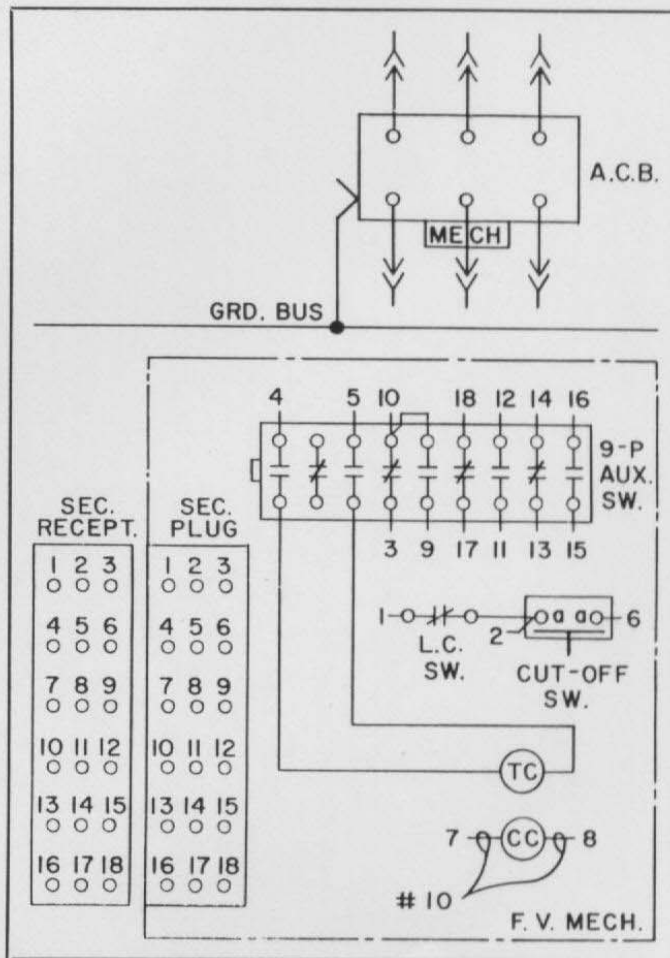 A.C.B.
MECH
GRD. BUS
4 5 10 18 12 14 16
9-P
AUX.
SW.
3 9 17 11 13 15
SEC.
RECEPT.
1 2 3
4 5 6
7 8 9
10 11 12
13 14 15
16 17 18
SEC.
PLUG
1 2 3
4 5 6
7 8 9
10 11 12
13 14 15
16 17 18
1 2 a a 6
L.C.
SW.
CUT-OFF
SW.
TC
7 CC 8
# 10
F. V. MECH.